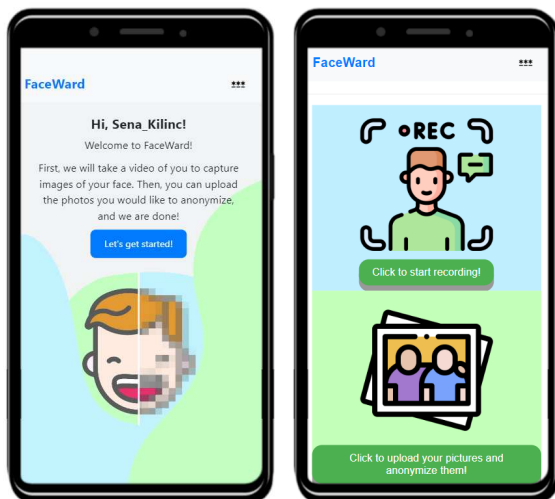 FaceWard
Hi, Sena_Kilinc!
Welcome to FaceWard!
First, we will take a video of you to capture
images of your face. Then, you can upload
the photos you would like to anonymize,
and we are done!
Let's get started!
FaceWard
REC
Click to start recording!
Click to upload your pictures and
anonymize them!